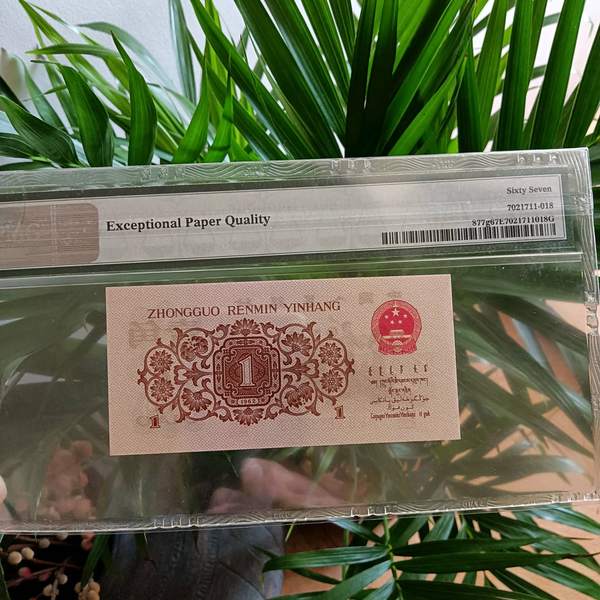 Sixty Seven
Exceptional Paper Quality
7021711-018
877g67E7021711018G
ZHONGGUO RENMIN YINHANG
1
1962
1
1